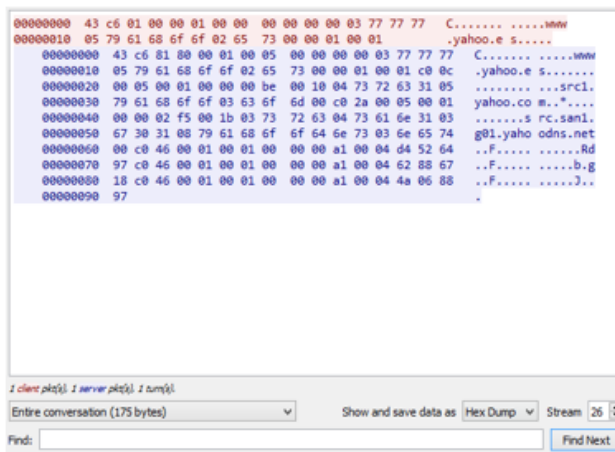 00000000 43 c6 01 00 00 01 00 00 00 00 00 00 03 77 77 77 C....... .....www
00000010 05 79 61 68 6f 6f 02 65 73 00 00 01 00 01 .yahoo.e s.....
00000000 43 c6 81 80 00 01 00 05 00 00 00 00 03 77 77 77 C....... .....www
00000010 05 79 61 68 6f 6f 02 65 73 00 00 01 00 01 c0 0c .yahoo.e s.......
00000020 00 05 00 01 00 00 00 be 00 10 04 73 72 63 31 05 ........ ...src1.
00000030 79 61 68 6f 6f 03 63 6f 6d 00 c0 2a 00 05 00 01 yahoo.co m..*....
00000040 00 00 02 f5 00 1b 03 73 72 63 04 73 61 6e 31 03 .......s rc.san1.
00000050 67 30 31 08 79 61 68 6f 6f 64 6e 73 03 6e 65 74 g01.yaho odns.net
00000060 00 c0 46 00 01 00 01 00 00 00 a1 00 04 d4 52 64 ..F..... ......Rd
00000070 97 c0 46 00 01 00 01 00 00 00 a1 00 04 62 88 67 ..F..... .....b.g
00000080 18 c0 46 00 01 00 01 00 00 00 a1 00 04 4a 06 88 ..F..... .....J..
00000090 97 .
1 client pkt(s), 1 server pkt(s), 1 turn(s).
Entire conversation (175 bytes) Show and save data as Hex Dump Stream 26
Find: Find Next